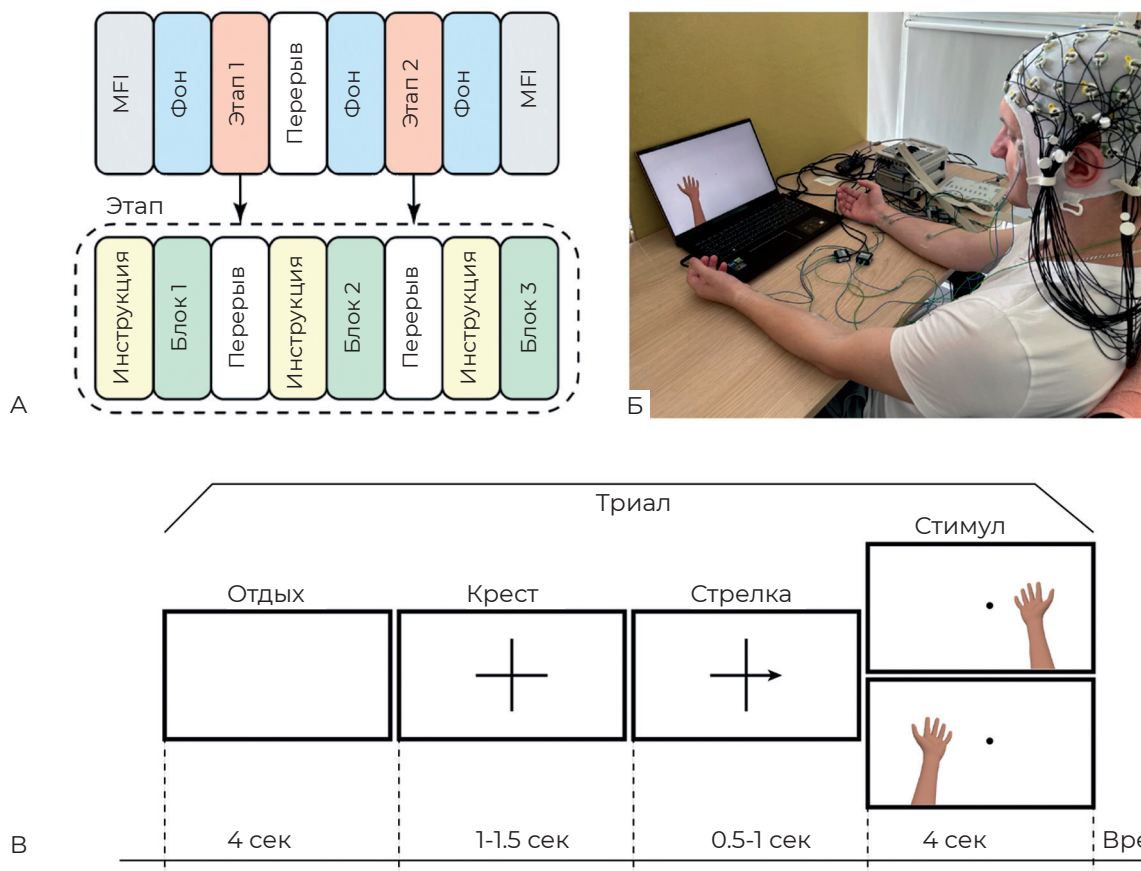 MFI
Фон
Этап 1
Перерыв
Фон
Этап 2
Фон
MFI
Этап
Инструкция
Блок 1
Перерыв
Инструкция
Блок 2
Перерыв
Инструкция
Блок 3
А
Б
Триал
Стимул
Отдых
Крест
Стрелка
В
4 сек
1-1.5 сек
0.5-1 сек
4 сек
Вре